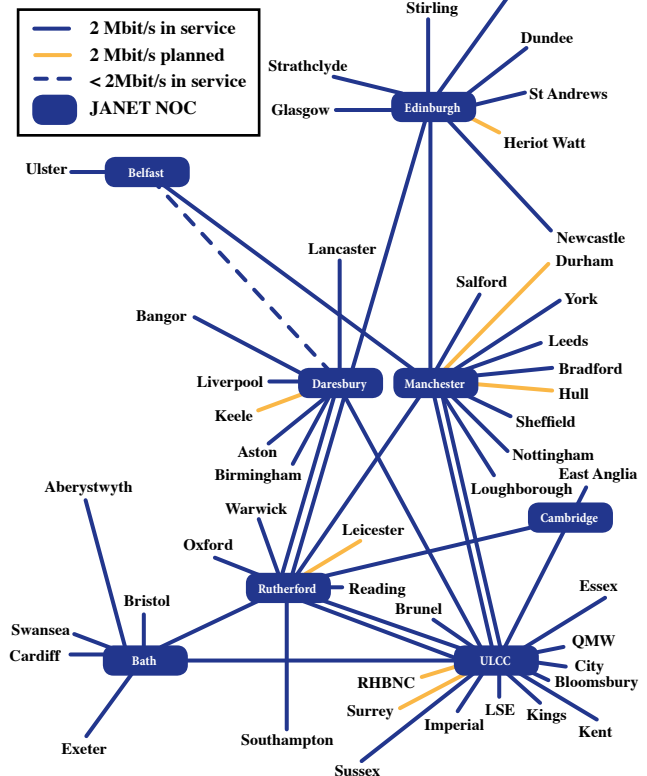 2 Mbit/s in service
2 Mbit/s planned
< 2Mbit/s in service
JANET NOC
Stirling
Dundee
Strathclyde
St Andrews
Edinburgh
Glasgow
Heriot Watt
Ulster
Belfast
Newcastle
Lancaster
Durham
Salford
York
Bangor
Leeds
Bradford
Liverpool
Daresbury
Manchester
Hull
Keele
Sheffield
Aston
Nottingham
Birmingham
East Anglia
Loughborough
Aberystwyth
Warwick
Cambridge
Leicester
Oxford
Rutherford
Reading
Essex
Bristol
Brunel
Swansea
QMW
Cardiff
Bath
ULCC
City
RHBNC
Bloomsbury
Surrey
LSE
Kings
Imperial
Kent
Southampton
Exeter
Sussex